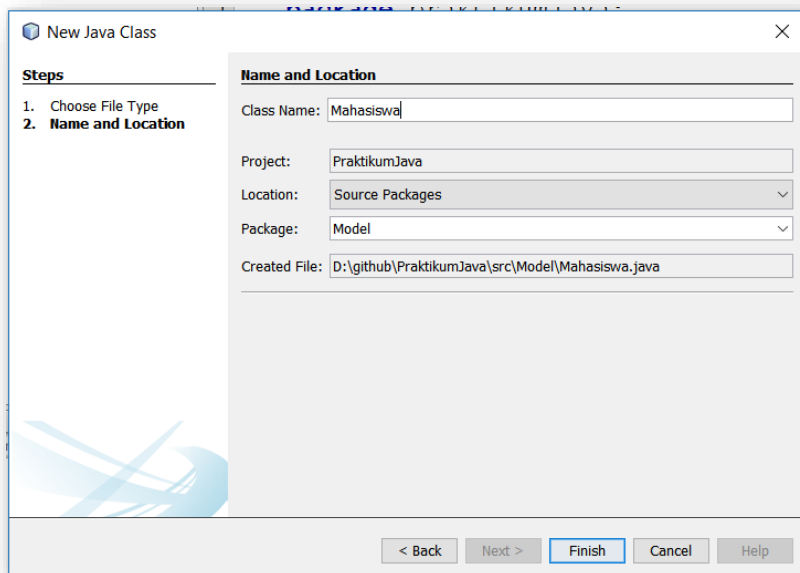 New Java Class
Steps
1. Choose File Type
2. Name and Location
Name and Location
Class Name: Mahasiswa
Project: PraktikumJava
Location: Source Packages
Package: Model
Created File: D:\github\PraktikumJava\src\Model\Mahasiswa.java
< Back Next > Finish Cancel Help